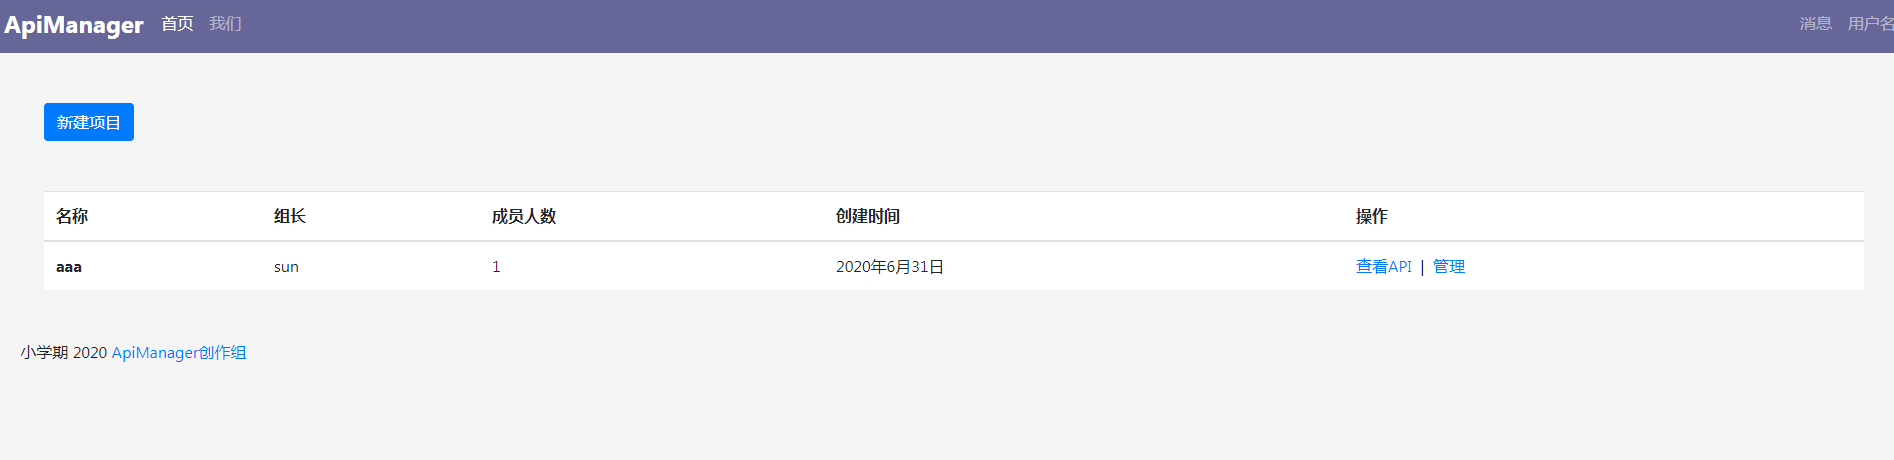 ApiManager 首页 我们 消息 用户名
新建项目
名称 组长 成员人数 创建时间 操作
aaa sun 1 2020年6月31日 查看API | 管理
小学期 2020 ApiManager创作组